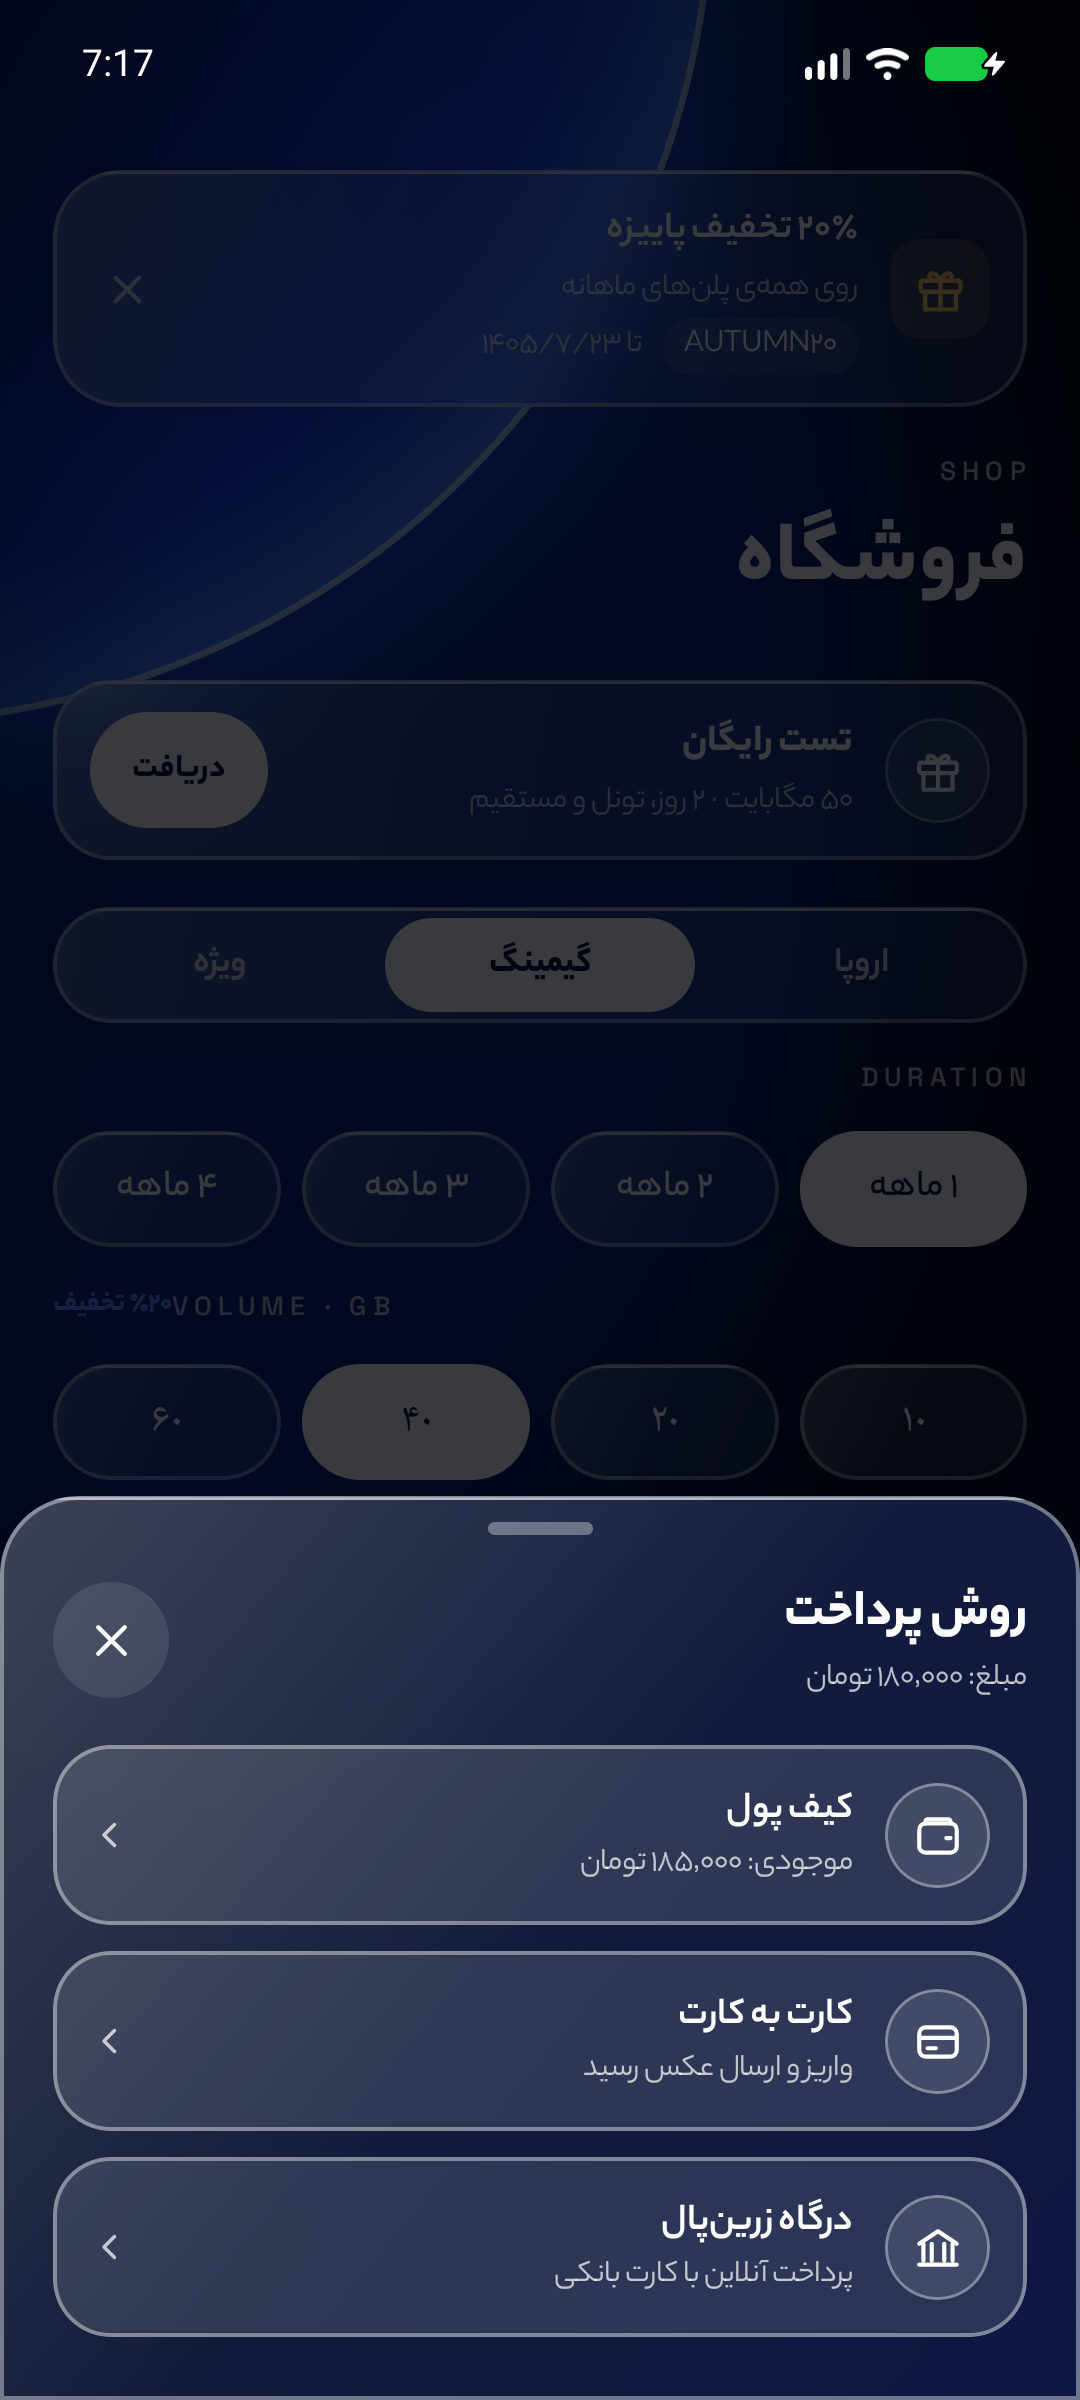 7:17
۲۰% تخفیف پاییزه
روی همه‌ی پلن‌های ماهانه
AUTUMN۲۰ تا ۱۴۰۵/۷/۲۳
SHOP
فروشگاه
تست رایگان
۵۰ مگابایت · ۲ روز، تونل و مستقیم
دریافت
اروپا گیمینگ ویژه
DURATION
۱ ماهه ۲ ماهه ۳ ماهه ۴ ماهه
VOLUME · GB ۲۰% تخفیف
۱۰ ۲۰ ۴۰ ۶۰
روش پرداخت
مبلغ: ۱۸۰,۰۰۰ تومان
کیف پول
موجودی: ۱۸۵,۰۰۰ تومان
کارت به کارت
واریز و ارسال عکس رسید
درگاه زرین‌پال
پرداخت آنلاین با کارت بانکی